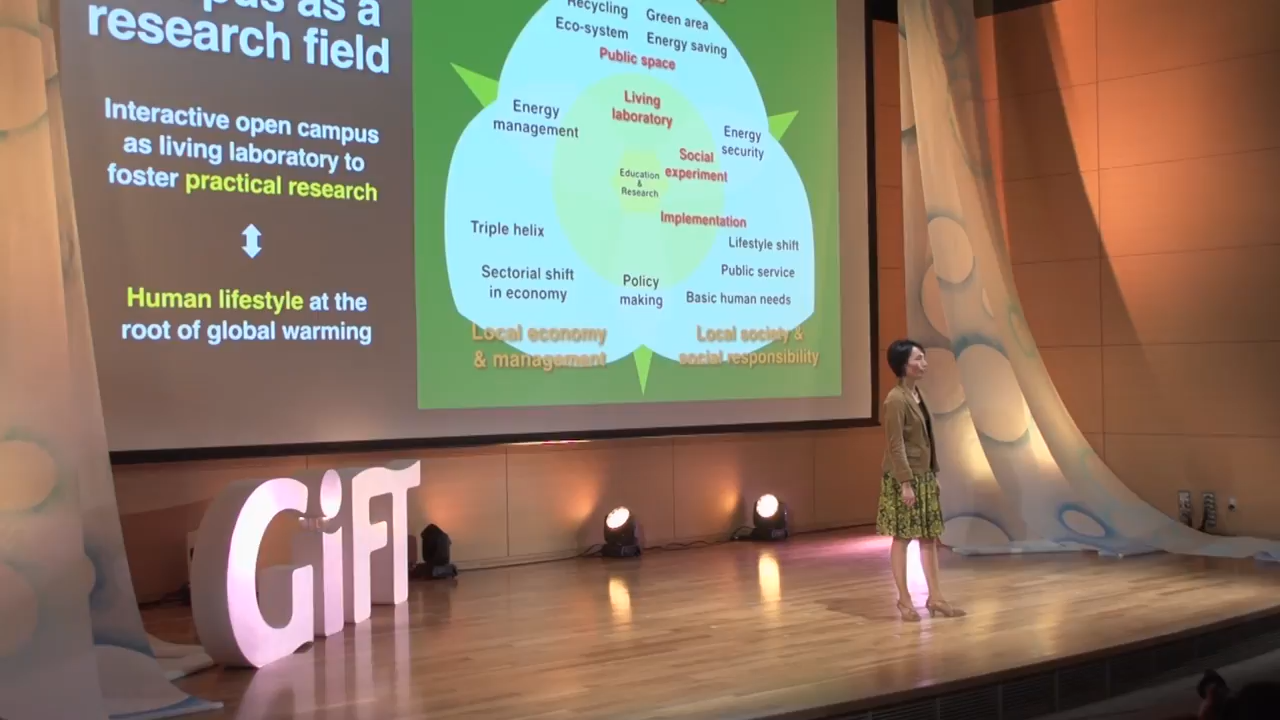 as a
research field
Interactive open campus
as living laboratory to
foster practical research
Human lifestyle at the
root of global warming
Recycling
Green area
Eco-system
Energy saving
Public space
Living
laboratory
Energy
management
Energy
security
Social
experiment
Education
&
Research
Implementation
Triple helix
Lifestyle shift
Sectorial shift
in economy
Policy
making
Public service
Basic human needs
Local economy
& management
Local society &
social responsibility
GiFT